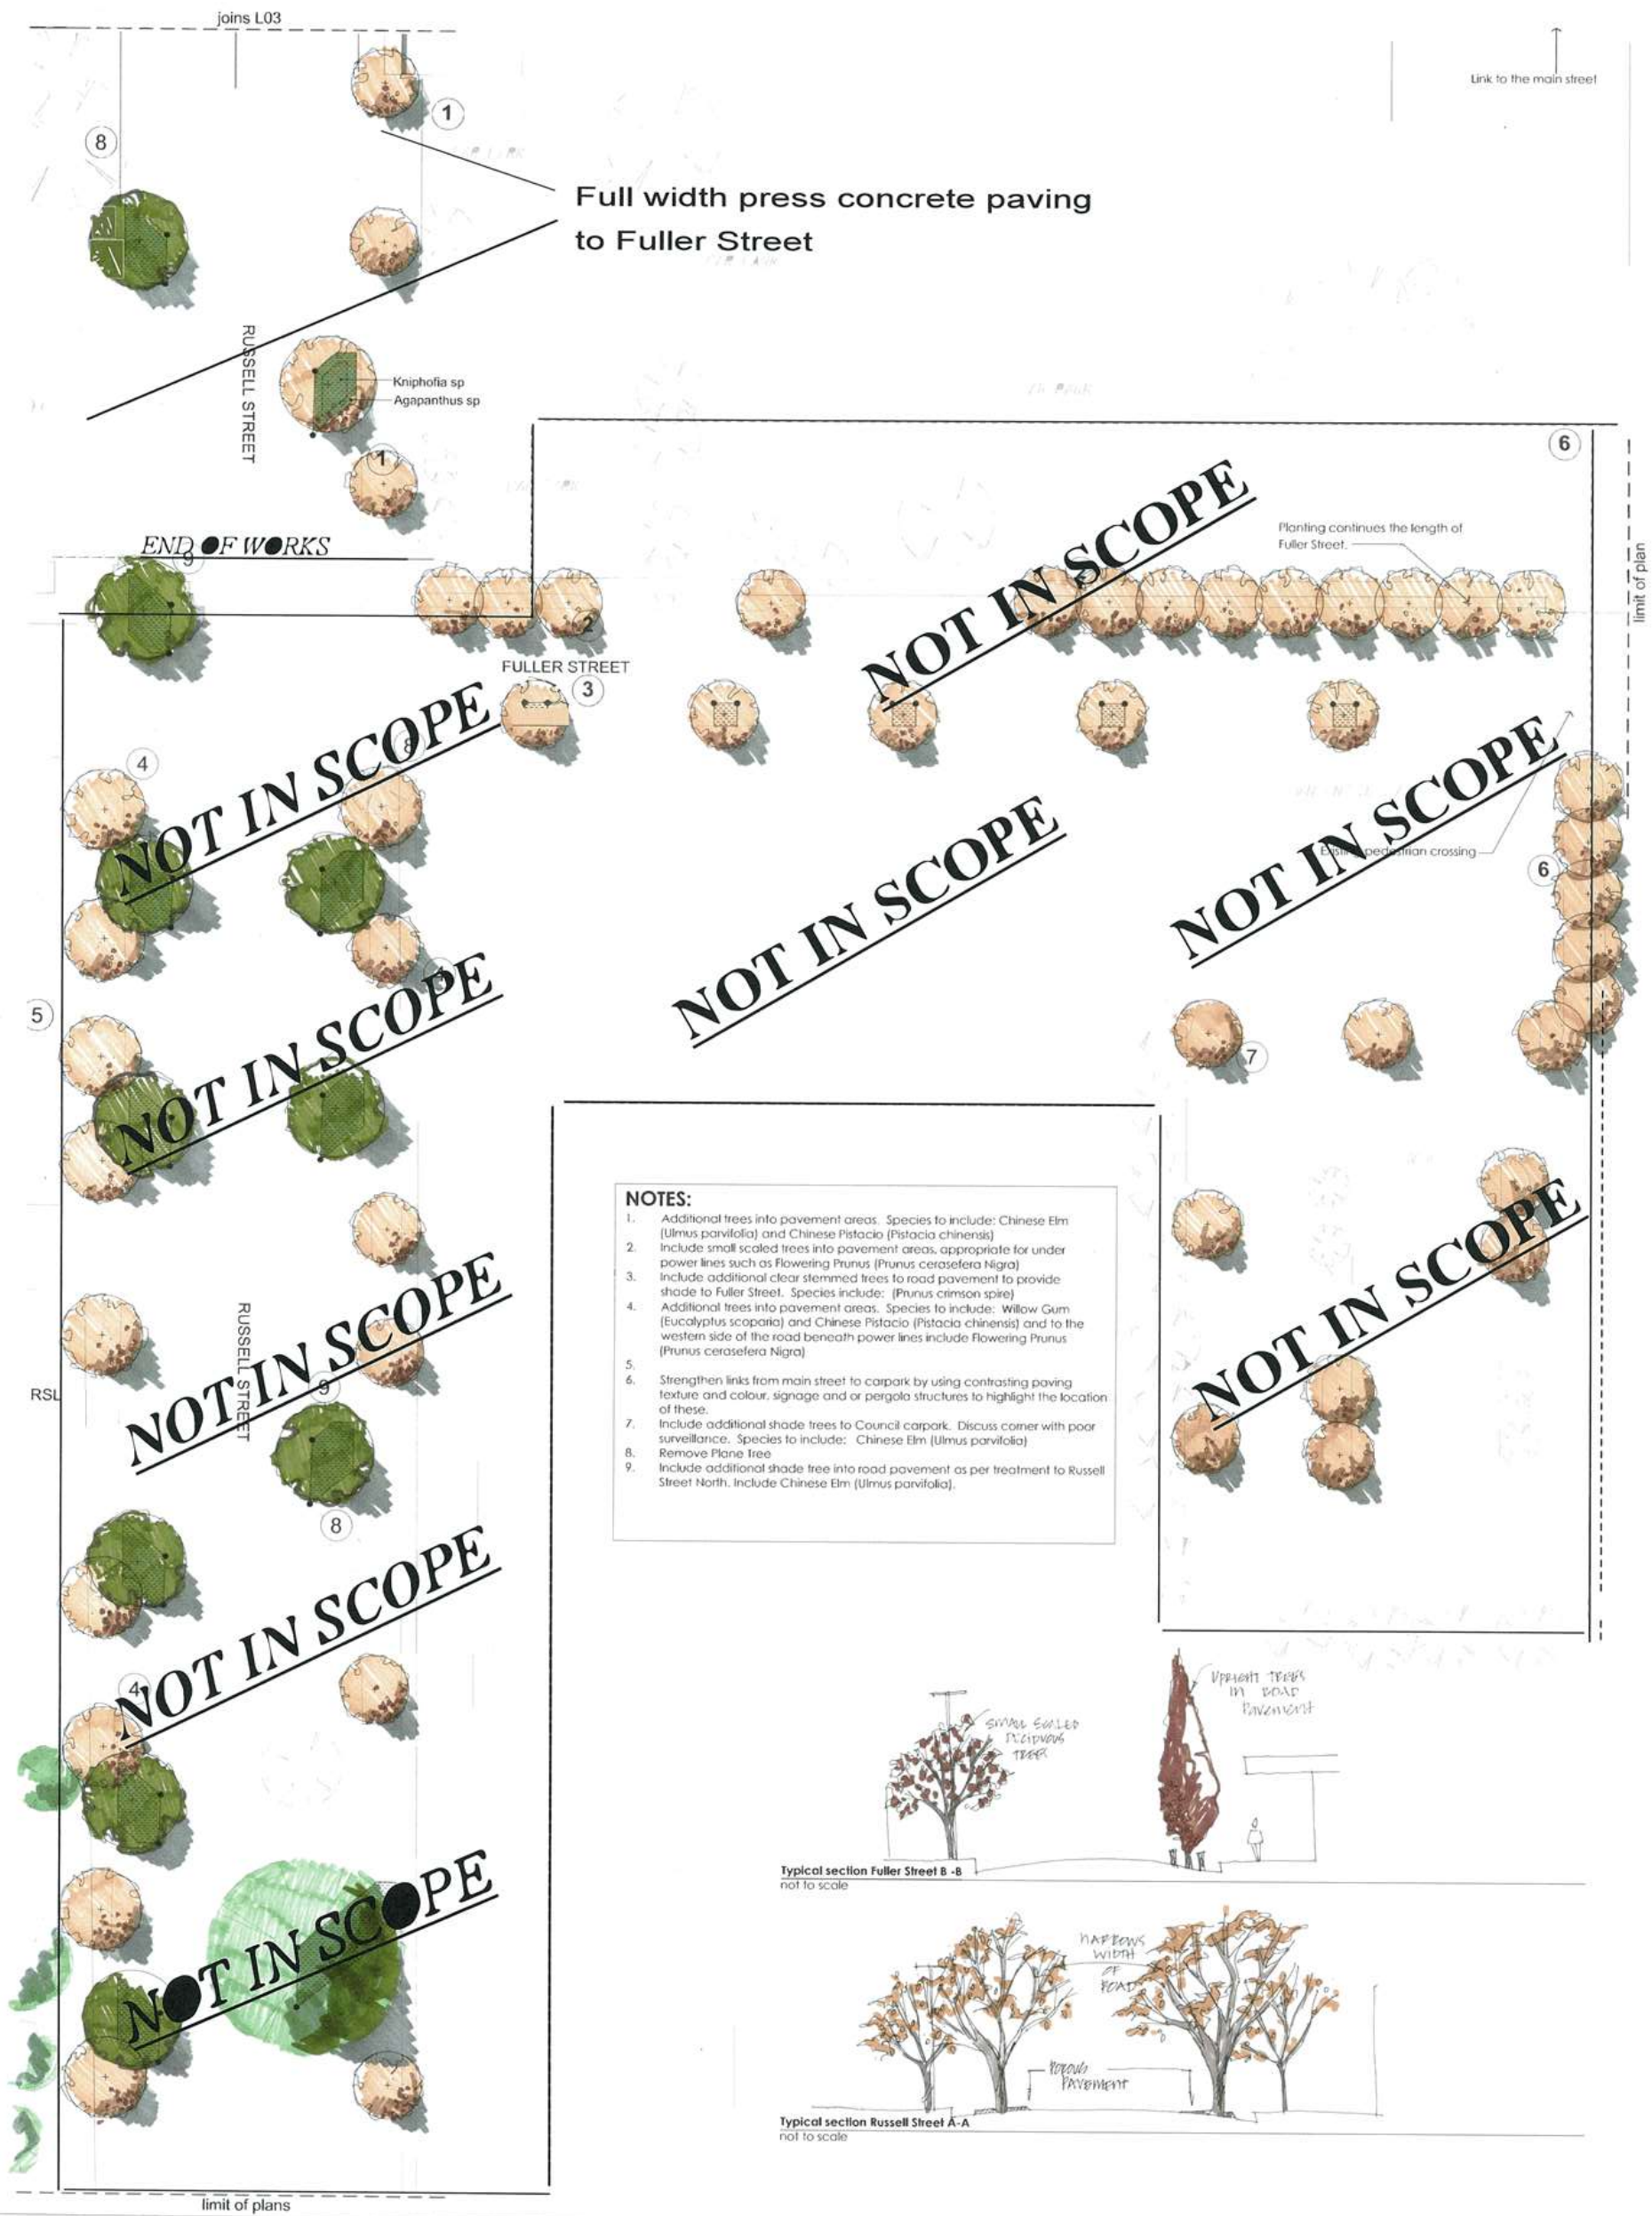 joins L03
Link to the main street
1
8
Full width press concrete paving
to Fuller Street
RUSSELL STREET
Kniphofia sp
Agapanthus sp
1
6
NOT IN SCOPE
Planting continues the length of
Fuller Street.
END OF WORKS
9
limit of plan
2
FULLER STREET
3
NOT IN SCOPE
8
4
NOT IN SCOPE
NOT IN SCOPE
Existing pedestrian crossing
6
NOT IN SCOPE
5
7
NOTES:
1. Additional trees into pavement areas. Species to include: Chinese Elm
(Ulmus parvifolia) and Chinese Pistacio (Pistacia chinensis)
2. Include small scaled trees into pavement areas, appropriate for under
power lines such as Flowering Prunus (Prunus cerasefera Nigra)
3. Include additional clear stemmed trees to road pavement to provide
shade to Fuller Street. Species include: (Prunus crimson spire)
4. Additional trees into pavement areas. Species to include: Willow Gum
(Eucalyptus scoparia) and Chinese Pistacio (Pistacia chinensis) and to the
western side of the road beneath power lines include Flowering Prunus
(Prunus cerasefera Nigra)
5.
6. Strengthen links from main street to carpark by using contrasting paving
texture and colour, signage and or pergola structures to highlight the location
of these.
7. Include additional shade trees to Council carpark. Discuss corner with poor
surveillance. Species to include: Chinese Elm (Ulmus parvifolia)
8. Remove Plane Tree
9. Include additional shade tree into road pavement as per treatment to Russell
Street North. Include Chinese Elm (Ulmus parvifolia).
NOT IN SCOPE
NOT IN SCOPE
RUSSELL STREET
RSL
9
8
NOT IN SCOPE
4
UPRIGHT TREES
IN ROAD
PAVEMENT
SMALL SCALED
DECIDUOUS
TREES
Typical section Fuller Street B -B
not to scale
NOT IN SCOPE
NARROWS
WIDTH
OF
ROAD
POROUS
PAVEMENT
Typical section Russell Street A-A
not to scale
limit of plans